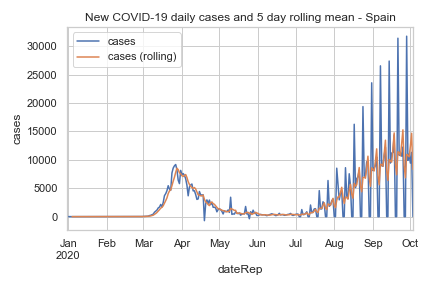 New COVID-19 daily cases and 5 day rolling mean - Spain
cases
cases (rolling)
30000
25000
20000
15000
10000
5000
0
cases
Jan Feb Mar Apr May Jun Jul Aug Sep Oct
2020
dateRep